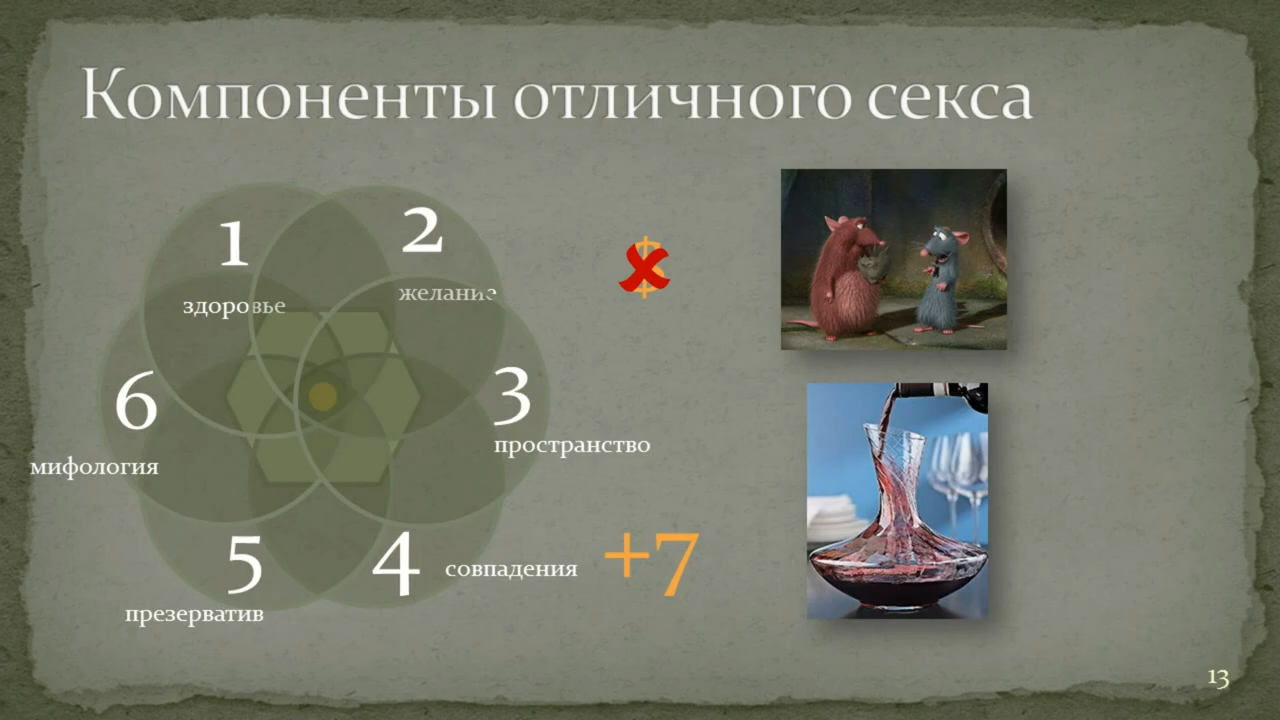 Компоненты отличного секса
1
здоровье
2
желание
$
3
пространство
4
совпадения
+7
5
презерватив
6
мифология
13